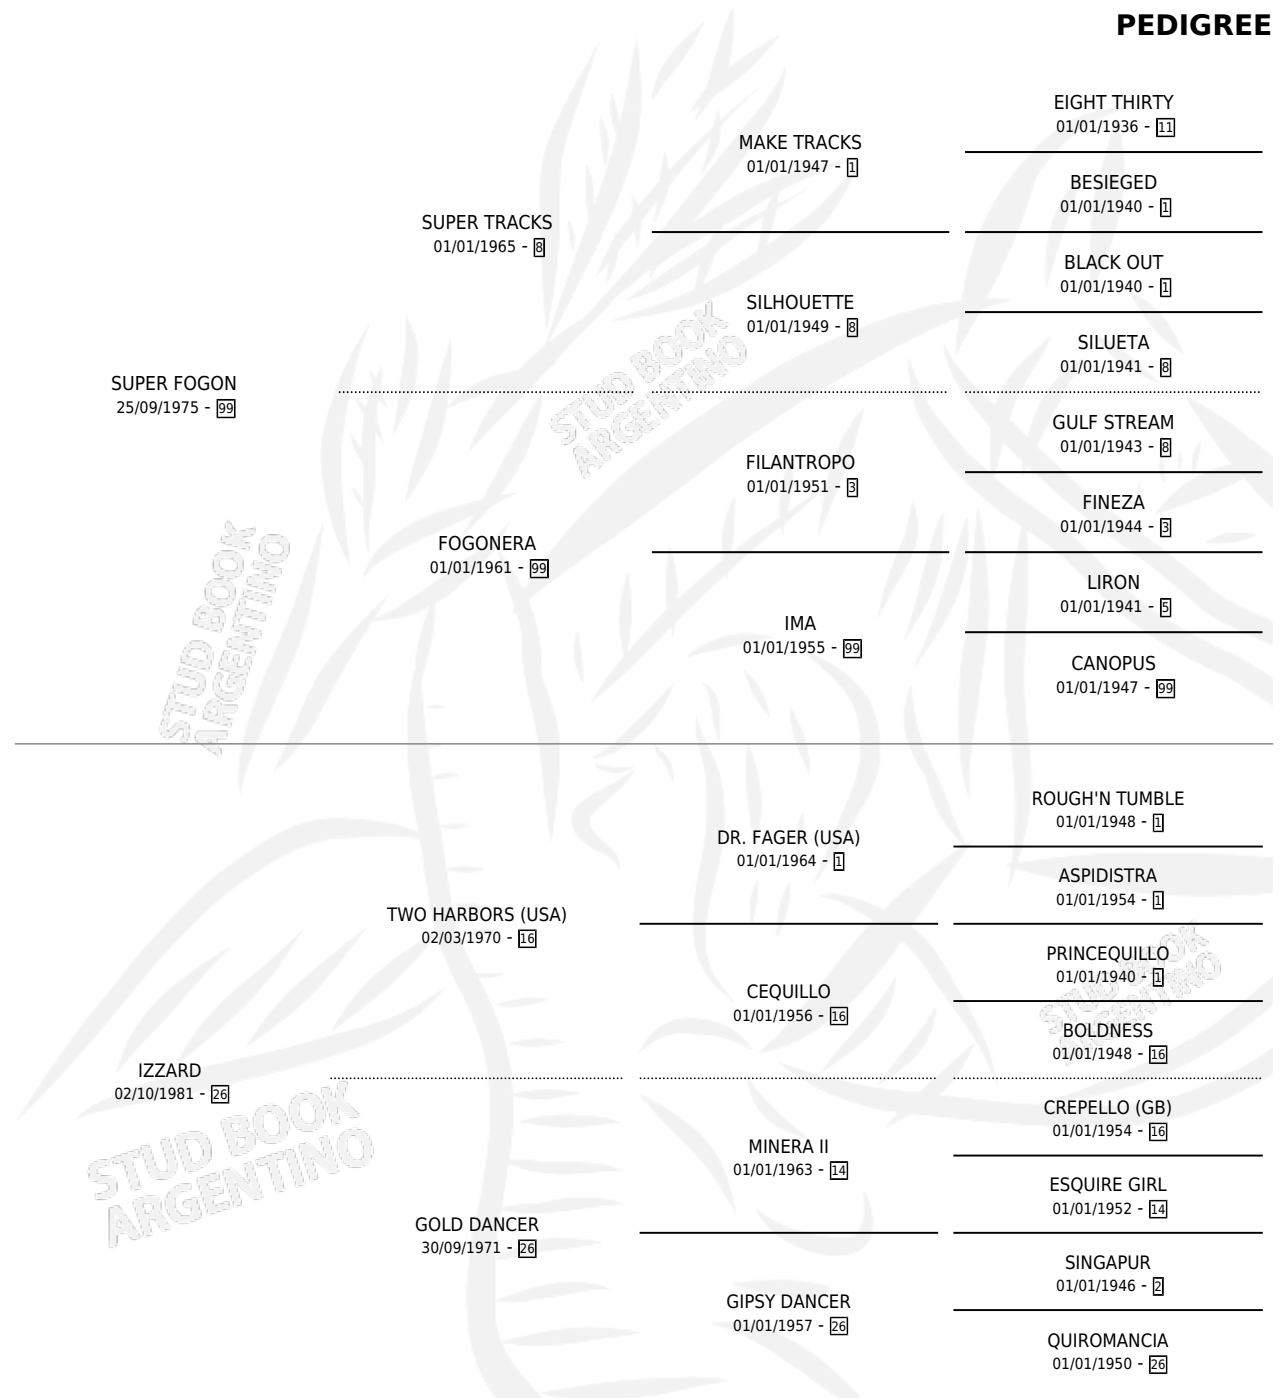 PEDIGREE
EIGHT THIRTY
01/01/1936 - 11
MAKE TRACKS
01/01/1947 - 1
BESIEGED
01/01/1940 - 1
SUPER TRACKS
01/01/1965 - 8
BLACK OUT
01/01/1940 - 1
SILHOUETTE
01/01/1949 - 8
SILUETA
01/01/1941 - 8
SUPER FOGON
25/09/1975 - 99
GULF STREAM
01/01/1943 - 8
FILANTROPO
01/01/1951 - 3
FINEZA
01/01/1944 - 3
FOGONERA
01/01/1961 - 99
LIRON
01/01/1941 - 5
IMA
01/01/1955 - 99
CANOPUS
01/01/1947 - 99
ROUGH'N TUMBLE
01/01/1948 - 1
DR. FAGER (USA)
01/01/1964 - 1
ASPIDISTRA
01/01/1954 - 1
TWO HARBORS (USA)
02/03/1970 - 16
PRINCEQUILLO
01/01/1940 - 1
CEQUILLO
01/01/1956 - 16
BOLDNESS
01/01/1948 - 16
IZZARD
02/10/1981 - 26
CREPELLO (GB)
01/01/1954 - 16
MINERA II
01/01/1963 - 14
ESQUIRE GIRL
01/01/1952 - 14
GOLD DANCER
30/09/1971 - 26
SINGAPUR
01/01/1946 - 2
GIPSY DANCER
01/01/1957 - 26
QUIROMANCIA
01/01/1950 - 26
STUD BOOK
ARGENTINO
STUD BOOK
ARGENTINO
STUD BOOK
ARGENTINO
STUD BOOK
ARGENTINO